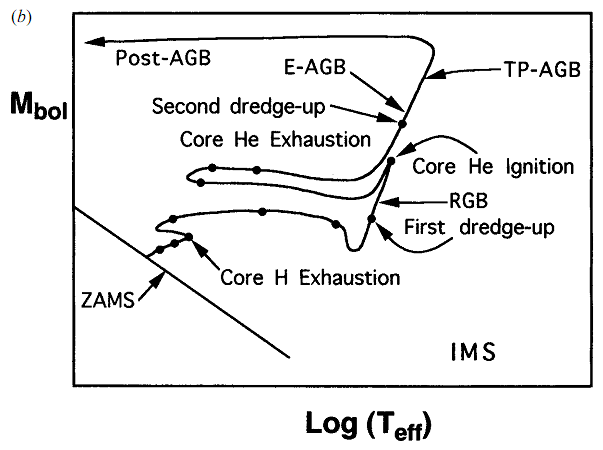 (b)
Post-AGB
E-AGB
TP-AGB
Mbol
Second dredge-up
Core He Exhaustion
Core He Ignition
RGB
First dredge-up
Core H Exhaustion
ZAMS
IMS
Log (Teff)